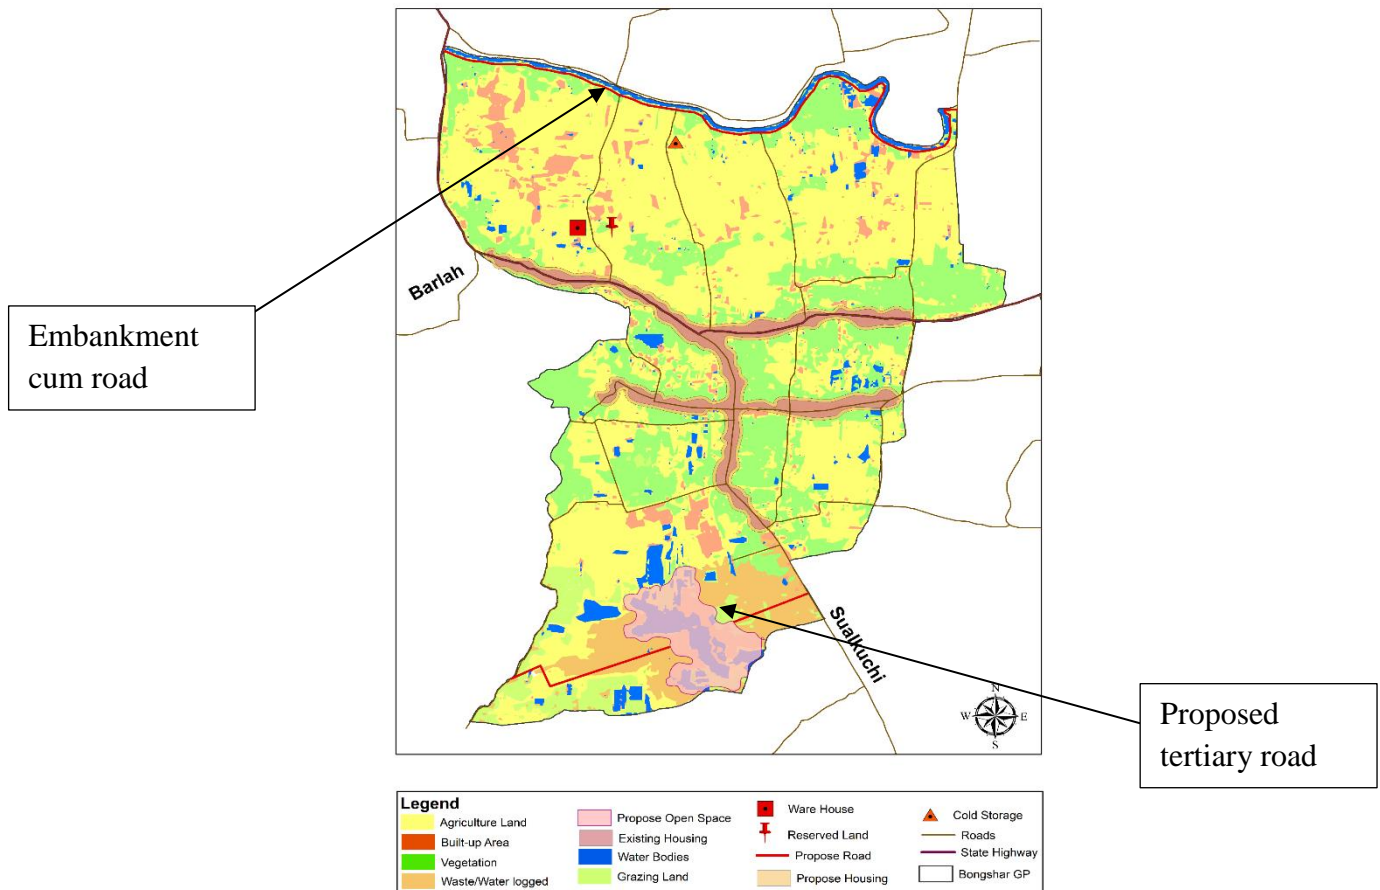 Barlah
Embankment
cum road
Sualkuchi
N
W
E
S
Proposed
tertiary road
Legend
Agriculture Land
Built-up Area
Vegetation
Waste/Water logged
Propose Open Space
Existing Housing
Water Bodies
Grazing Land
Ware House
Reserved Land
Propose Road
Propose Housing
Cold Storage
Roads
State Highway
Bongshar GP